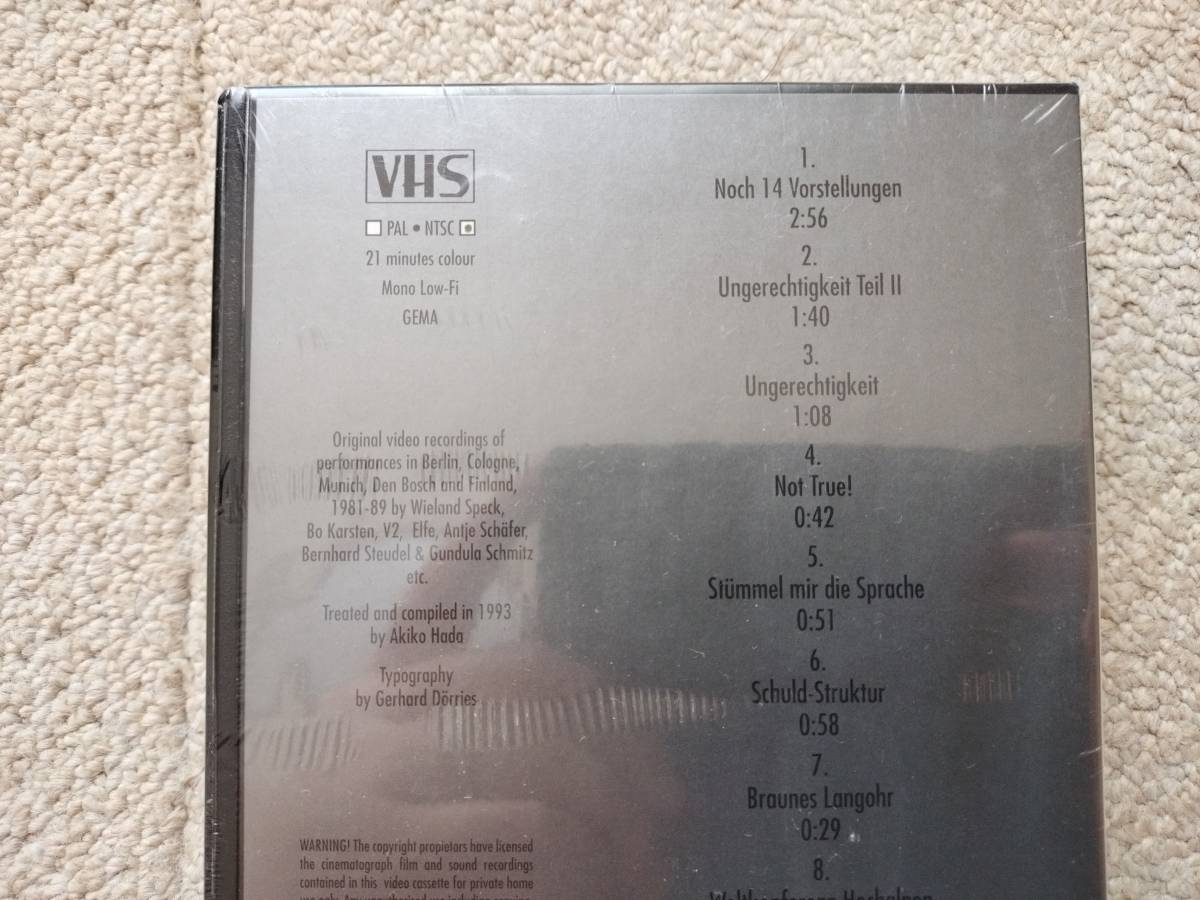 VHS
PAL • NTSC
21 minutes colour
Mono Low-Fi
GEMA
Original video recordings of
performances in Berlin, Cologne,
Munich, Den Bosch and Finland,
1981-89 by Wieland Speck,
Bo Karsten, V2, Elfe, Antje Schäfer,
Bernhard Steudel & Gundula Schmitz
etc.
Treated and compiled in 1993
by Akiko Hada
Typography
by Gerhard Dörries
WARNING! The copyright propietors have licensed
the cinematograph film and sound recordings
contained in this video cassette for private home
1.
Noch 14 Vorstellungen
2:56
2.
Ungerechtigkeit Teil II
1:40
3.
Ungerechtigkeit
1:08
4.
Not True!
0:42
5.
Stümmel mir die Sprache
0:51
6.
Schuld-Struktur
0:58
7.
Braunes Langohr
0:29
8.